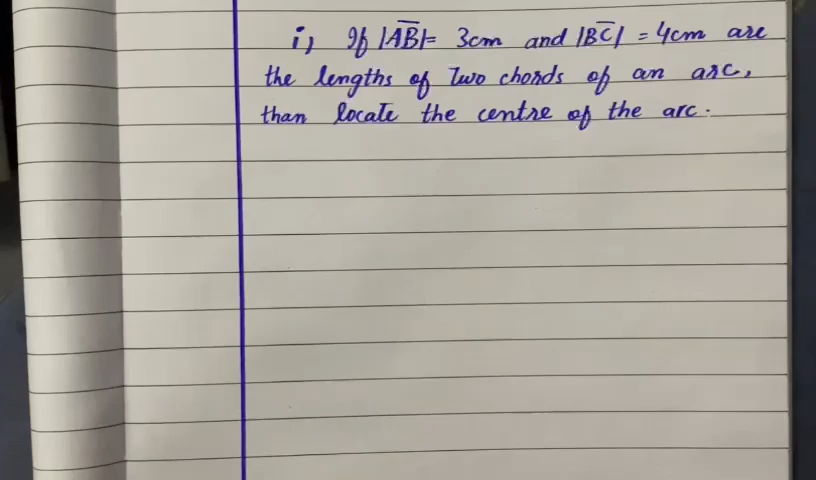 i) If |AB̅|= 3cm and |BC̅| = 4cm are
the lengths of two chords of an arc,
than locate the centre of the arc.